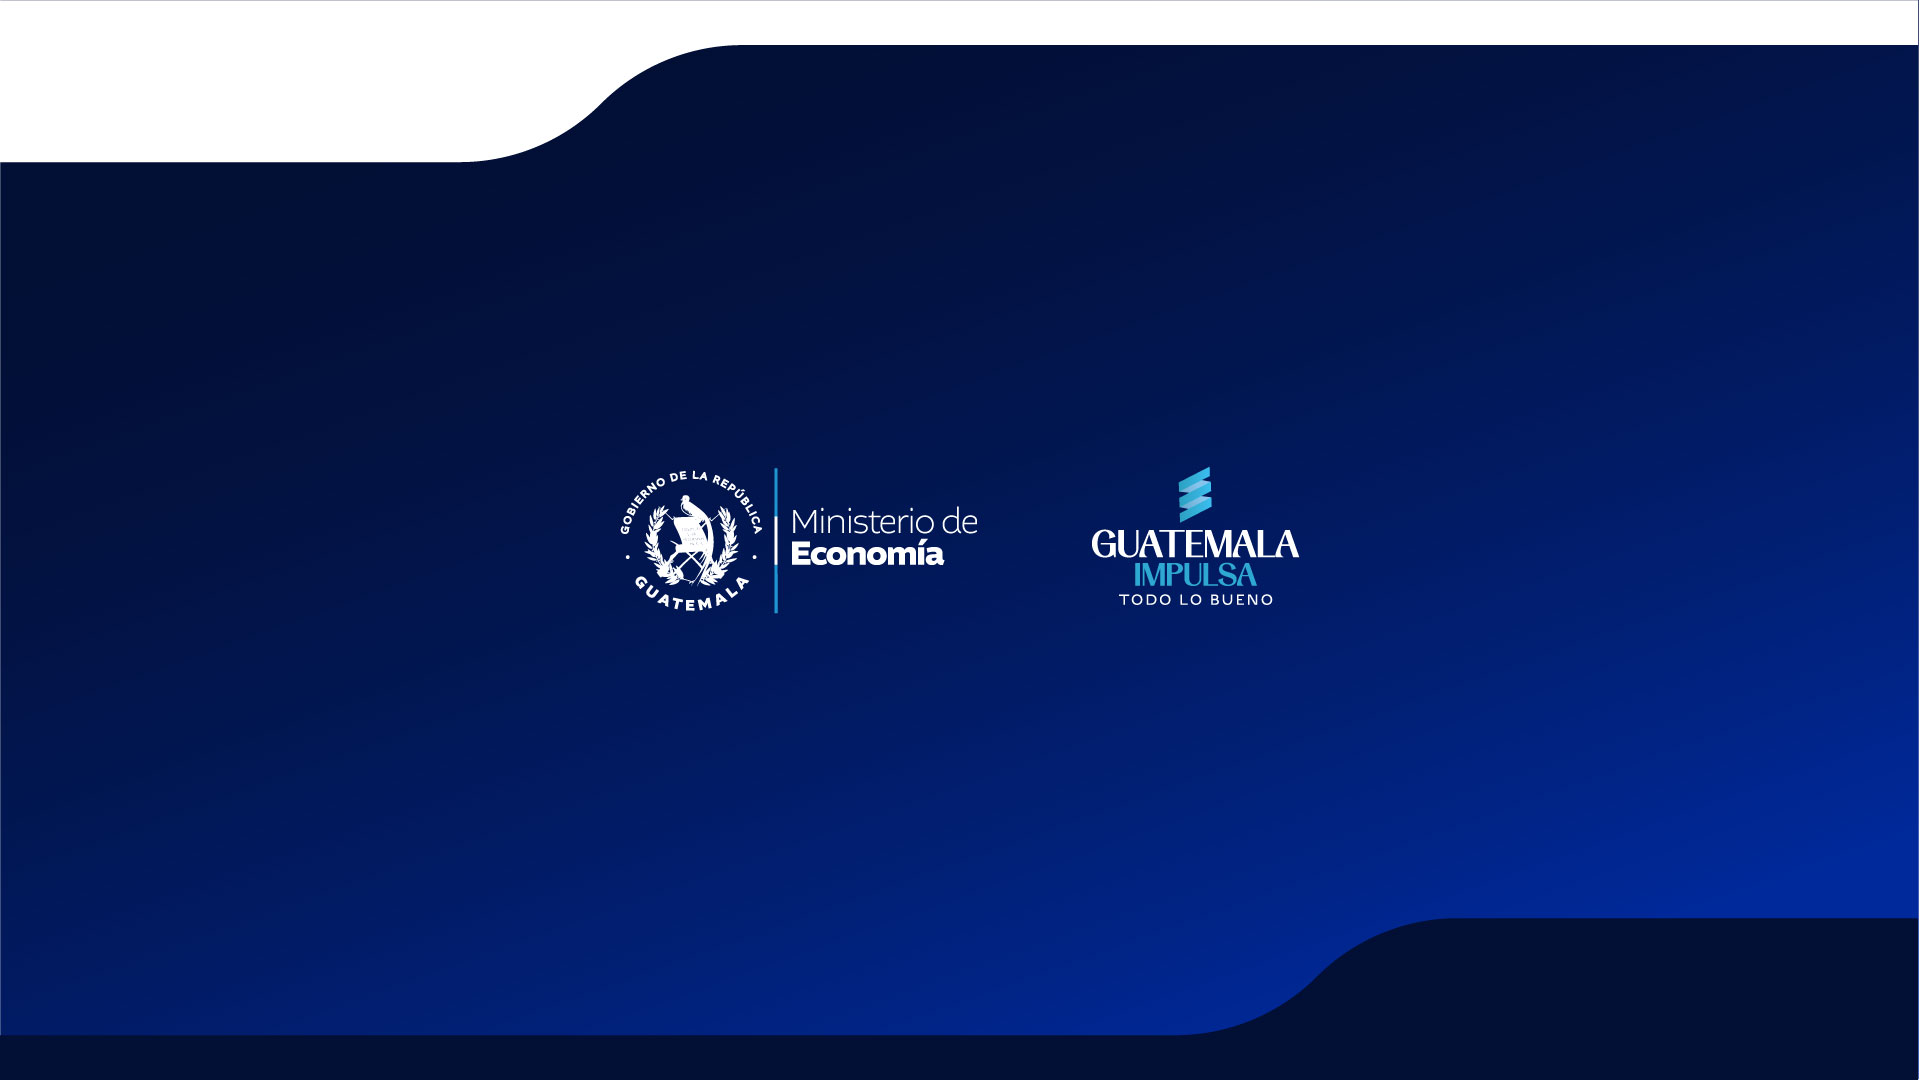 GOBIERNO DE LA REPÚBLICA
GUATEMALA
Ministerio de
Economía
GUATEMALA
IMPULSA
TODO LO BUENO